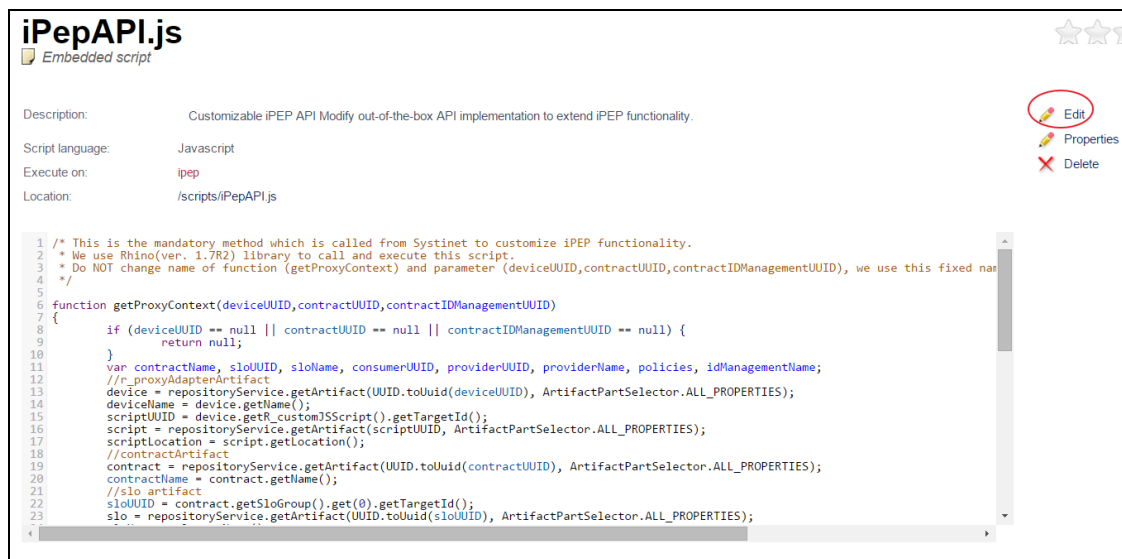 iPepAPI.js
Embedded script
Description: Customizable iPEP API Modify out-of-the-box API implementation to extend iPEP functionality.
Edit
Script language: Javascript
Properties
Execute on: ipep
Delete
Location: /scripts/iPepAPI.js
1 /* This is the mandatory method which is called from Systinet to customize iPEP functionality.
2 * We use Rhino(ver. 1.7R2) library to call and execute this script.
3 * Do NOT change name of function (getProxyContext) and parameter (deviceUUID,contractUUID,contractIDManagementUUID), we use this fixed nam
4 */
5
6 function getProxyContext(deviceUUID,contractUUID,contractIDManagementUUID)
7 {
8 if (deviceUUID == null || contractUUID == null || contractIDManagementUUID == null) {
9 return null;
10 }
11 var contractName, sloUUID, sloName, consumerUUID, providerUUID, providerName, policies, idManagementName;
12 //r_proxyAdapterArtifact
13 device = repositoryService.getArtifact(UUID.toUuid(deviceUUID), ArtifactPartSelector.ALL_PROPERTIES);
14 deviceName = device.getName();
15 scriptUUID = device.getR_customJSScript().getTargetId();
16 script = repositoryService.getArtifact(scriptUUID, ArtifactPartSelector.ALL_PROPERTIES);
17 scriptLocation = script.getLocation();
18 //contractArtifact
19 contract = repositoryService.getArtifact(UUID.toUuid(contractUUID), ArtifactPartSelector.ALL_PROPERTIES);
20 contractName = contract.getName();
21 //slo artifact
22 sloUUID = contract.getSloGroup().get(0).getTargetId();
23 slo = repositoryService.getArtifact(UUID.toUuid(sloUUID), ArtifactPartSelector.ALL_PROPERTIES);